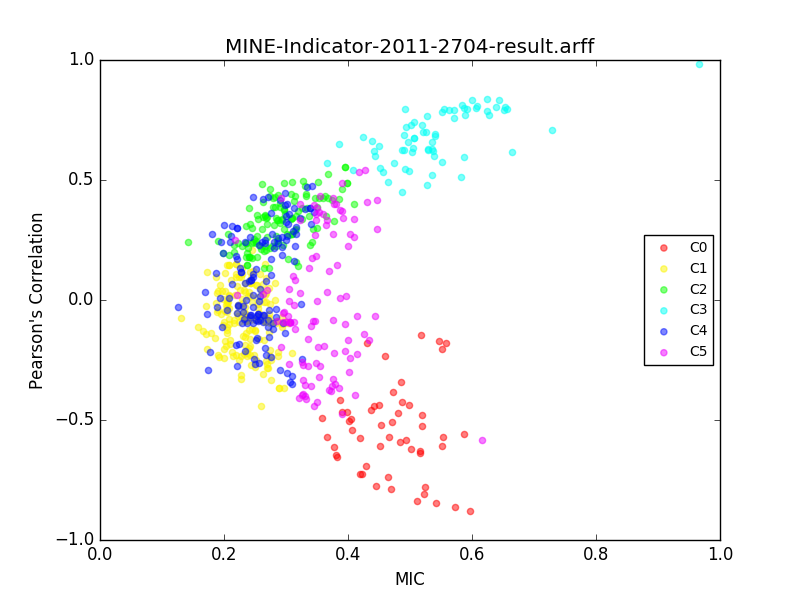 MINE-Indicator-2011-2704-result.arff
1.0
0.5
0.0
−0.5
−1.0
Pearson's Correlation
C0
C1
C2
C3
C4
C5
0.0 0.2 0.4 0.6 0.8 1.0
MIC